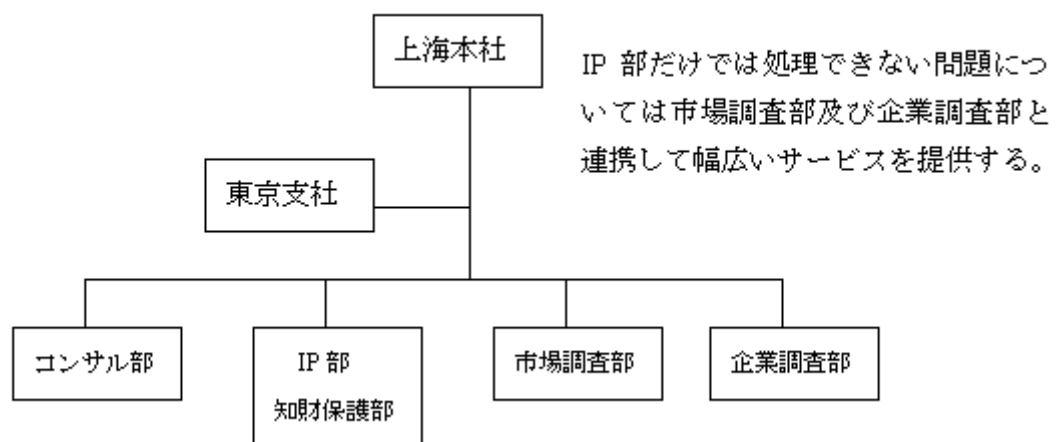 上海本社
IP 部だけでは処理できない問題につ
いては市場調査部及び企業調査部と
連携して幅広いサービスを提供する。
東京支社
コンサル部
IP 部
知財保護部
市場調査部
企業調査部